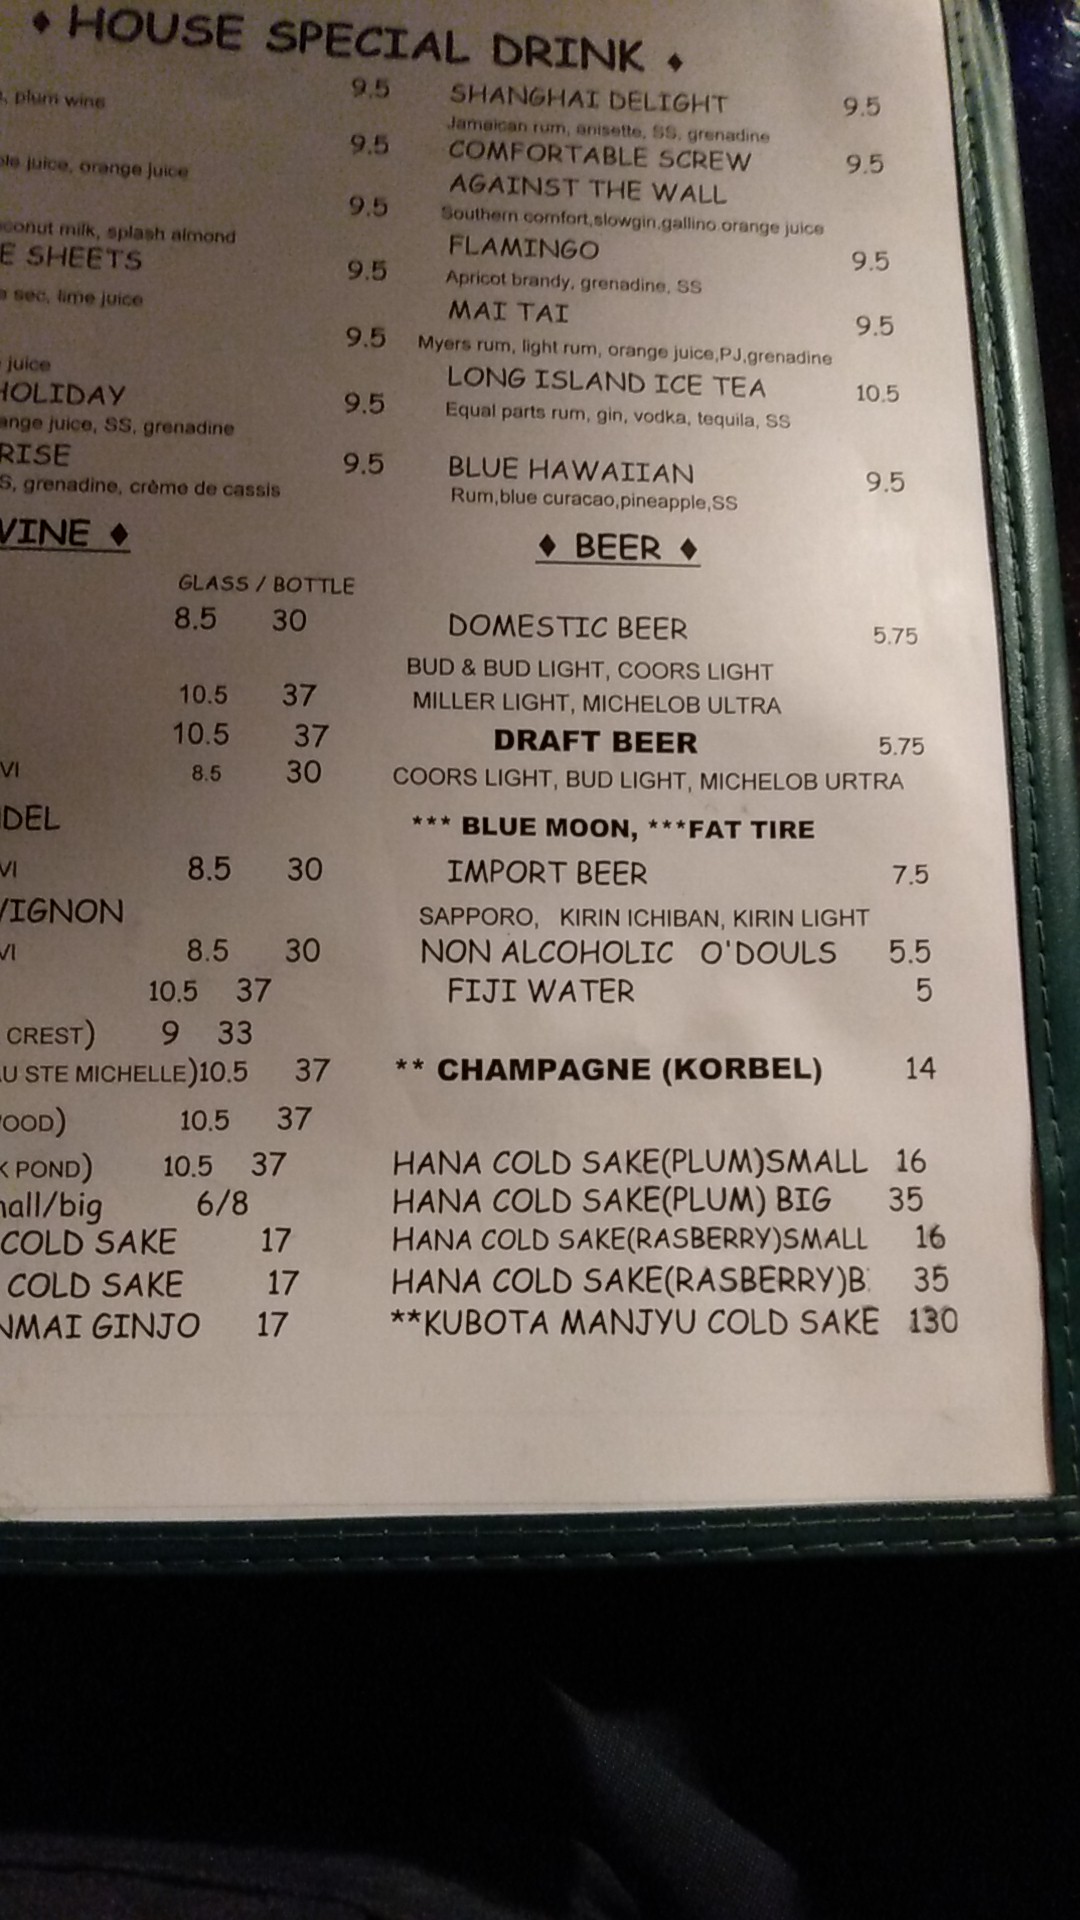 ♦ HOUSE SPECIAL DRINK ♦
plum wine 9.5
SHANGHAI DELIGHT 9.5
Jamaican rum, anisette, SS, grenadine
9.5
juice, orange juice
COMFORTABLE SCREW 9.5
AGAINST THE WALL
Southern comfort,slowgin,gallino orange juice
9.5
milk, splash almond
FLAMINGO 9.5
Apricot brandy, grenadine, SS
E SHEETS 9.5
sec, lime juice
MAI TAI 9.5
Myers rum, light rum, orange juice,PJ,grenadine
9.5
juice
LONG ISLAND ICE TEA 10.5
Equal parts rum, gin, vodka, tequila, SS
HOLIDAY 9.5
ange juice, SS, grenadine
RISE 9.5
S, grenadine, crème de cassis
BLUE HAWAIIAN 9.5
Rum,blue curacao,pineapple,SS
WINE ♦
GLASS / BOTTLE
8.5 30
10.5 37
10.5 37
VI 8.5 30
DEL
VI 8.5 30
VIGNON
VI 8.5 30
10.5 37
CREST) 9 33
AU STE MICHELLE)10.5 37
OOD) 10.5 37
K POND) 10.5 37
nall/big 6/8
COLD SAKE 17
COLD SAKE 17
NMAI GINJO 17
♦ BEER ♦
DOMESTIC BEER 5.75
BUD & BUD LIGHT, COORS LIGHT
MILLER LIGHT, MICHELOB ULTRA
DRAFT BEER 5.75
COORS LIGHT, BUD LIGHT, MICHELOB URTRA
*** BLUE MOON, ***FAT TIRE
IMPORT BEER 7.5
SAPPORO, KIRIN ICHIBAN, KIRIN LIGHT
NON ALCOHOLIC O'DOULS 5.5
FIJI WATER 5
** CHAMPAGNE (KORBEL) 14
HANA COLD SAKE(PLUM)SMALL 16
HANA COLD SAKE(PLUM) BIG 35
HANA COLD SAKE(RASBERRY)SMALL 16
HANA COLD SAKE(RASBERRY)B 35
**KUBOTA MANJYU COLD SAKE 130